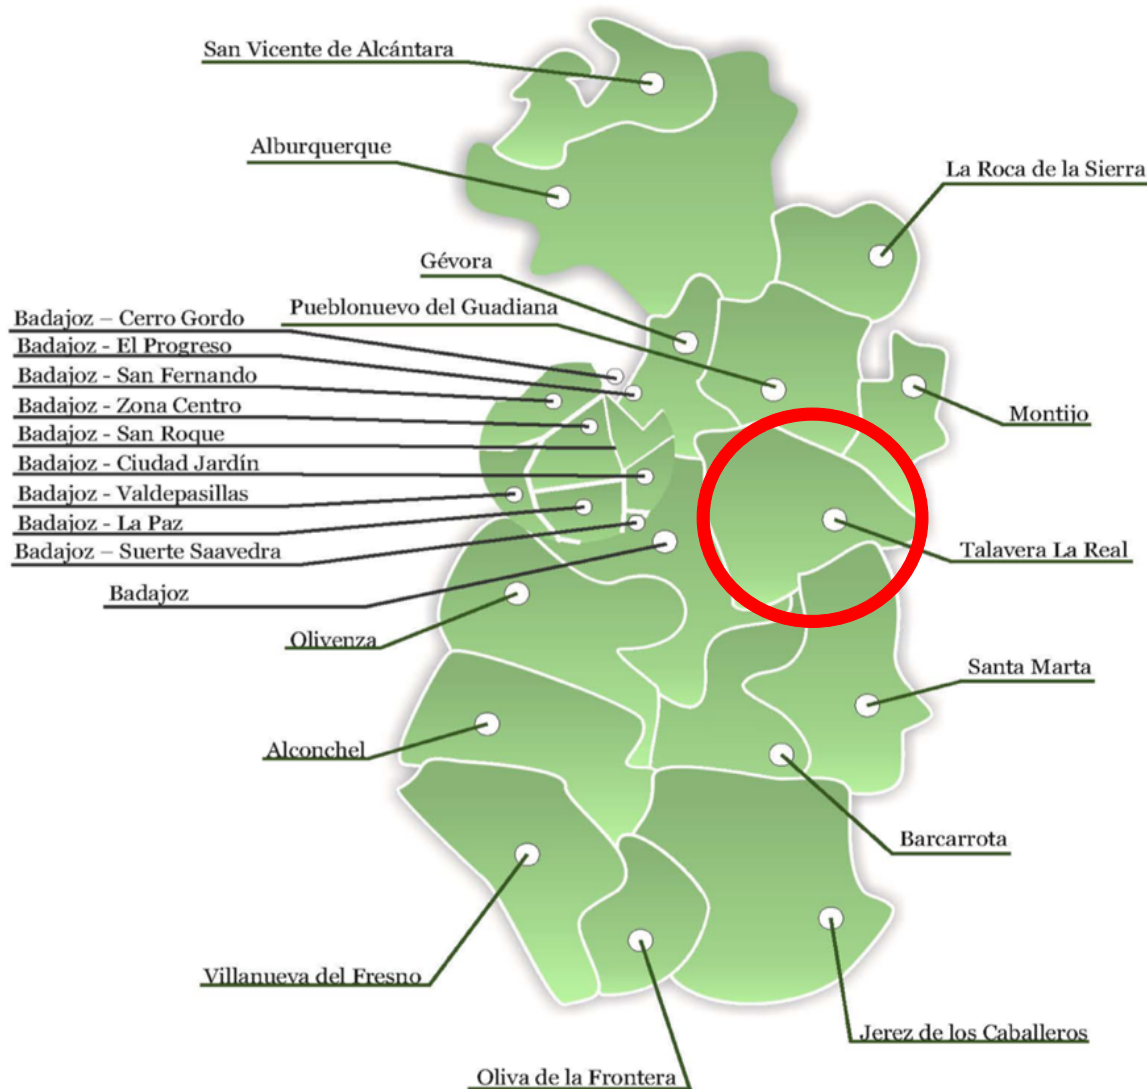 San Vicente de Alcántara
Alburquerque
La Roca de la Sierra
Gévora
Pueblonuevo del Guadiana
Badajoz – Cerro Gordo
Badajoz - El Progreso
Badajoz - San Fernando
Badajoz - Zona Centro
Badajoz - San Roque
Badajoz - Ciudad Jardín
Badajoz - Valdepasillas
Badajoz - La Paz
Badajoz – Suerte Saavedra
Badajoz
Montijo
Talavera La Real
Olivenza
Santa Marta
Alconchel
Barcarrota
Villanueva del Fresno
Jerez de los Caballeros
Oliva de la Frontera